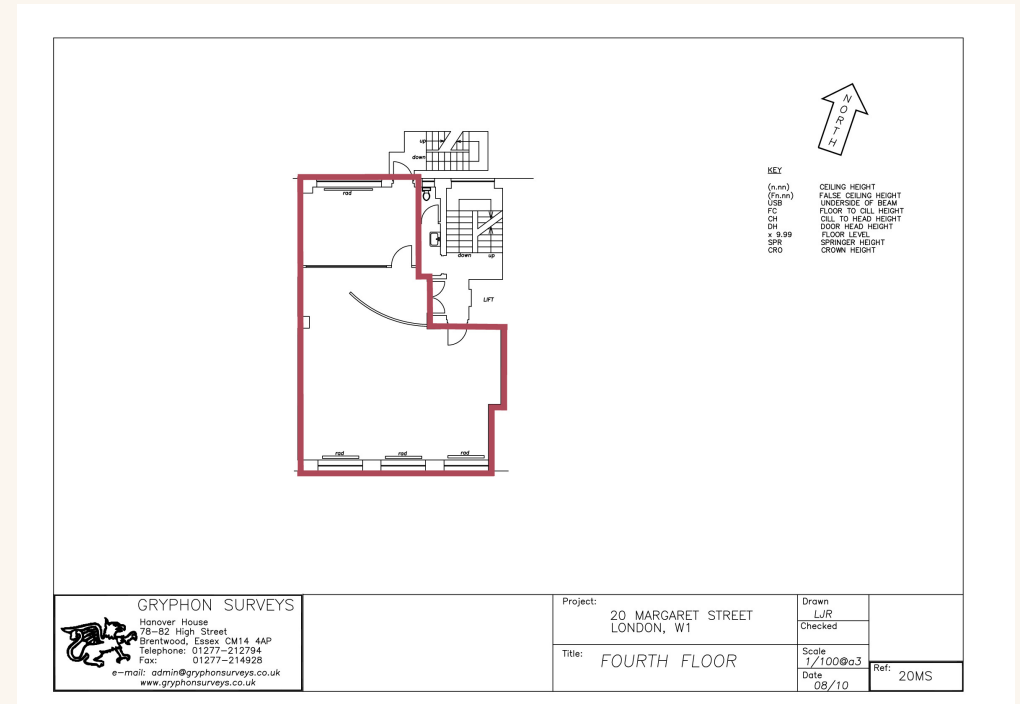 NORTH
up
down
rad
down
up
LIFT
rad
rad
rad
KEY
(n.nn) CEILING HEIGHT
(Fn.nn) FALSE CEILING HEIGHT
USB UNDERSIDE OF BEAM
FC FLOOR TO CILL HEIGHT
CH CILL TO HEAD HEIGHT
DH DOOR HEAD HEIGHT
x 9.99 FLOOR LEVEL
SPR SPRINGER HEIGHT
CRO CROWN HEIGHT
GRYPHON SURVEYS
Hanover House
78-82 High Street
Brentwood, Essex CM14 4AP
Telephone: 01277-212794
Fax: 01277-214928
e-mail: admin@gryphonsurveys.co.uk
www.gryphonsurveys.co.uk
Project:
20 MARGARET STREET
LONDON, W1
Title: FOURTH FLOOR
Drawn
LJR
Checked
Scale
1/100@a3
Date
08/10
Ref: 20MS